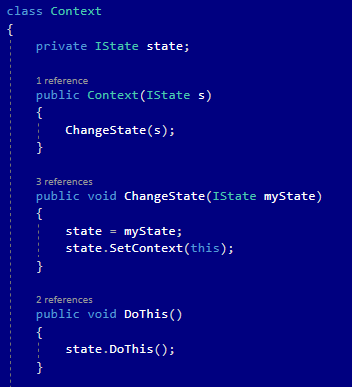 class Context
{
private IState state;
1 reference
public Context(IState s)
{
ChangeState(s);
}
3 references
public void ChangeState(IState myState)
{
state = myState;
state.SetContext(this);
}
2 references
public void DoThis()
{
state.DoThis();
}